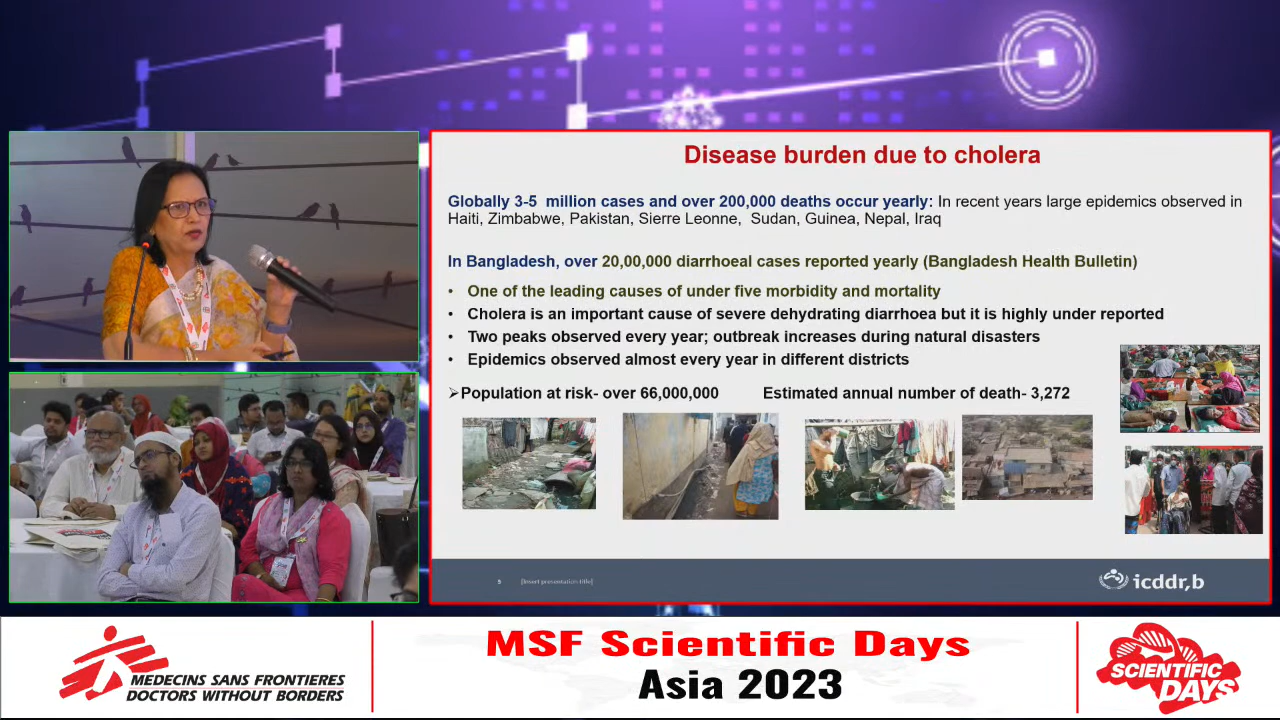 Disease burden due to cholera
Globally 3-5 million cases and over 200,000 deaths occur yearly: In recent years large epidemics observed in
Haiti, Zimbabwe, Pakistan, Sierre Leonne, Sudan, Guinea, Nepal, Iraq
In Bangladesh, over 20,00,000 diarrhoeal cases reported yearly (Bangladesh Health Bulletin)
• One of the leading causes of under five morbidity and mortality
• Cholera is an important cause of severe dehydrating diarrhoea but it is highly under reported
• Two peaks observed every year; outbreak increases during natural disasters
• Epidemics observed almost every year in different districts
➢Population at risk- over 66,000,000 Estimated annual number of death- 3,272
5 [Insert presentation title]
icddr,b
MEDECINS SANS FRONTIERES
DOCTORS WITHOUT BORDERS
MSF Scientific Days
Asia 2023
SCIENTIFIC
DAYS